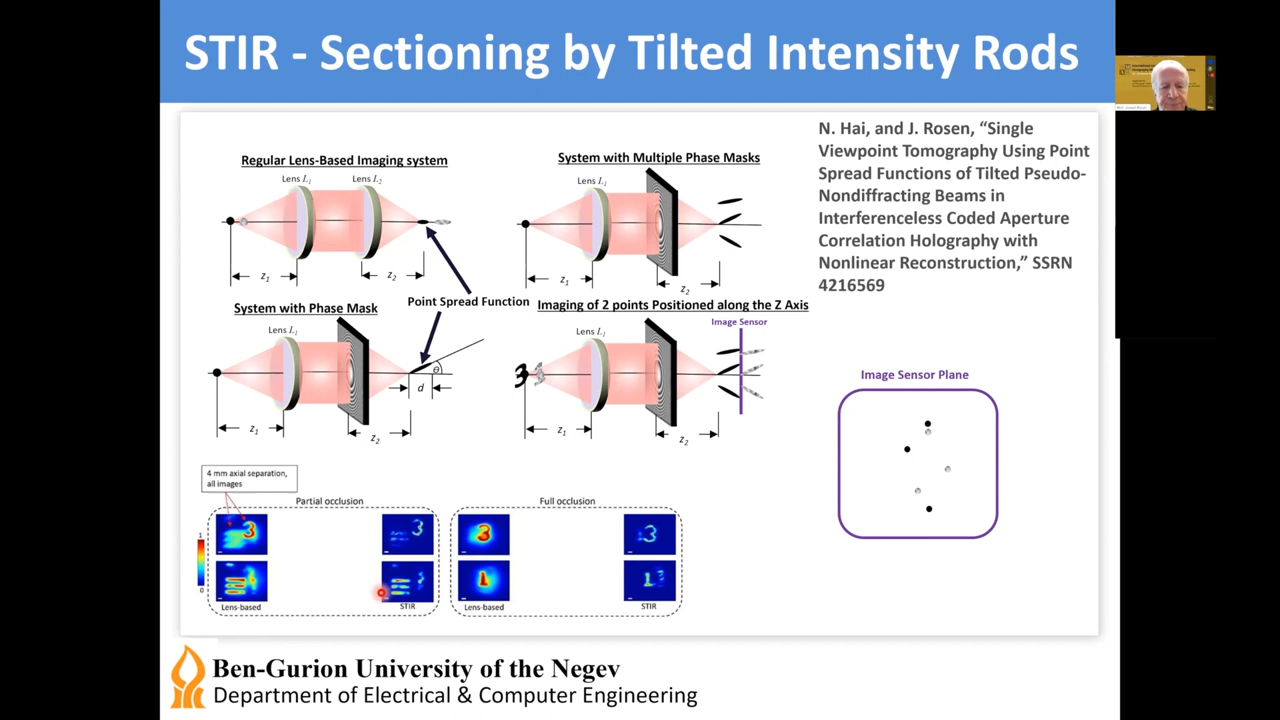 STIR - Sectioning by Tilted Intensity Rods
Regular Lens-Based Imaging system
Lens L1
Lens L2
z1
z2
System with Multiple Phase Masks
Lens L1
z1
z2
Point Spread Function
System with Phase Mask
Lens L1
θ
d
z1
z2
Imaging of 2 points Positioned along the Z Axis
Image Sensor
Lens L1
z1
z2
N. Hai, and J. Rosen, “Single
Viewpoint Tomography Using Point
Spread Functions of Tilted Pseudo-
Nondiffracting Beams in
Interferenceless Coded Aperture
Correlation Holography with
Nonlinear Reconstruction,” SSRN
4216569
Image Sensor Plane
4 mm axial separation,
all images
Partial occlusion
1
0
Lens-based
STIR
Full occlusion
Lens-based
STIR
Ben-Gurion University of the Negev
Department of Electrical & Computer Engineering